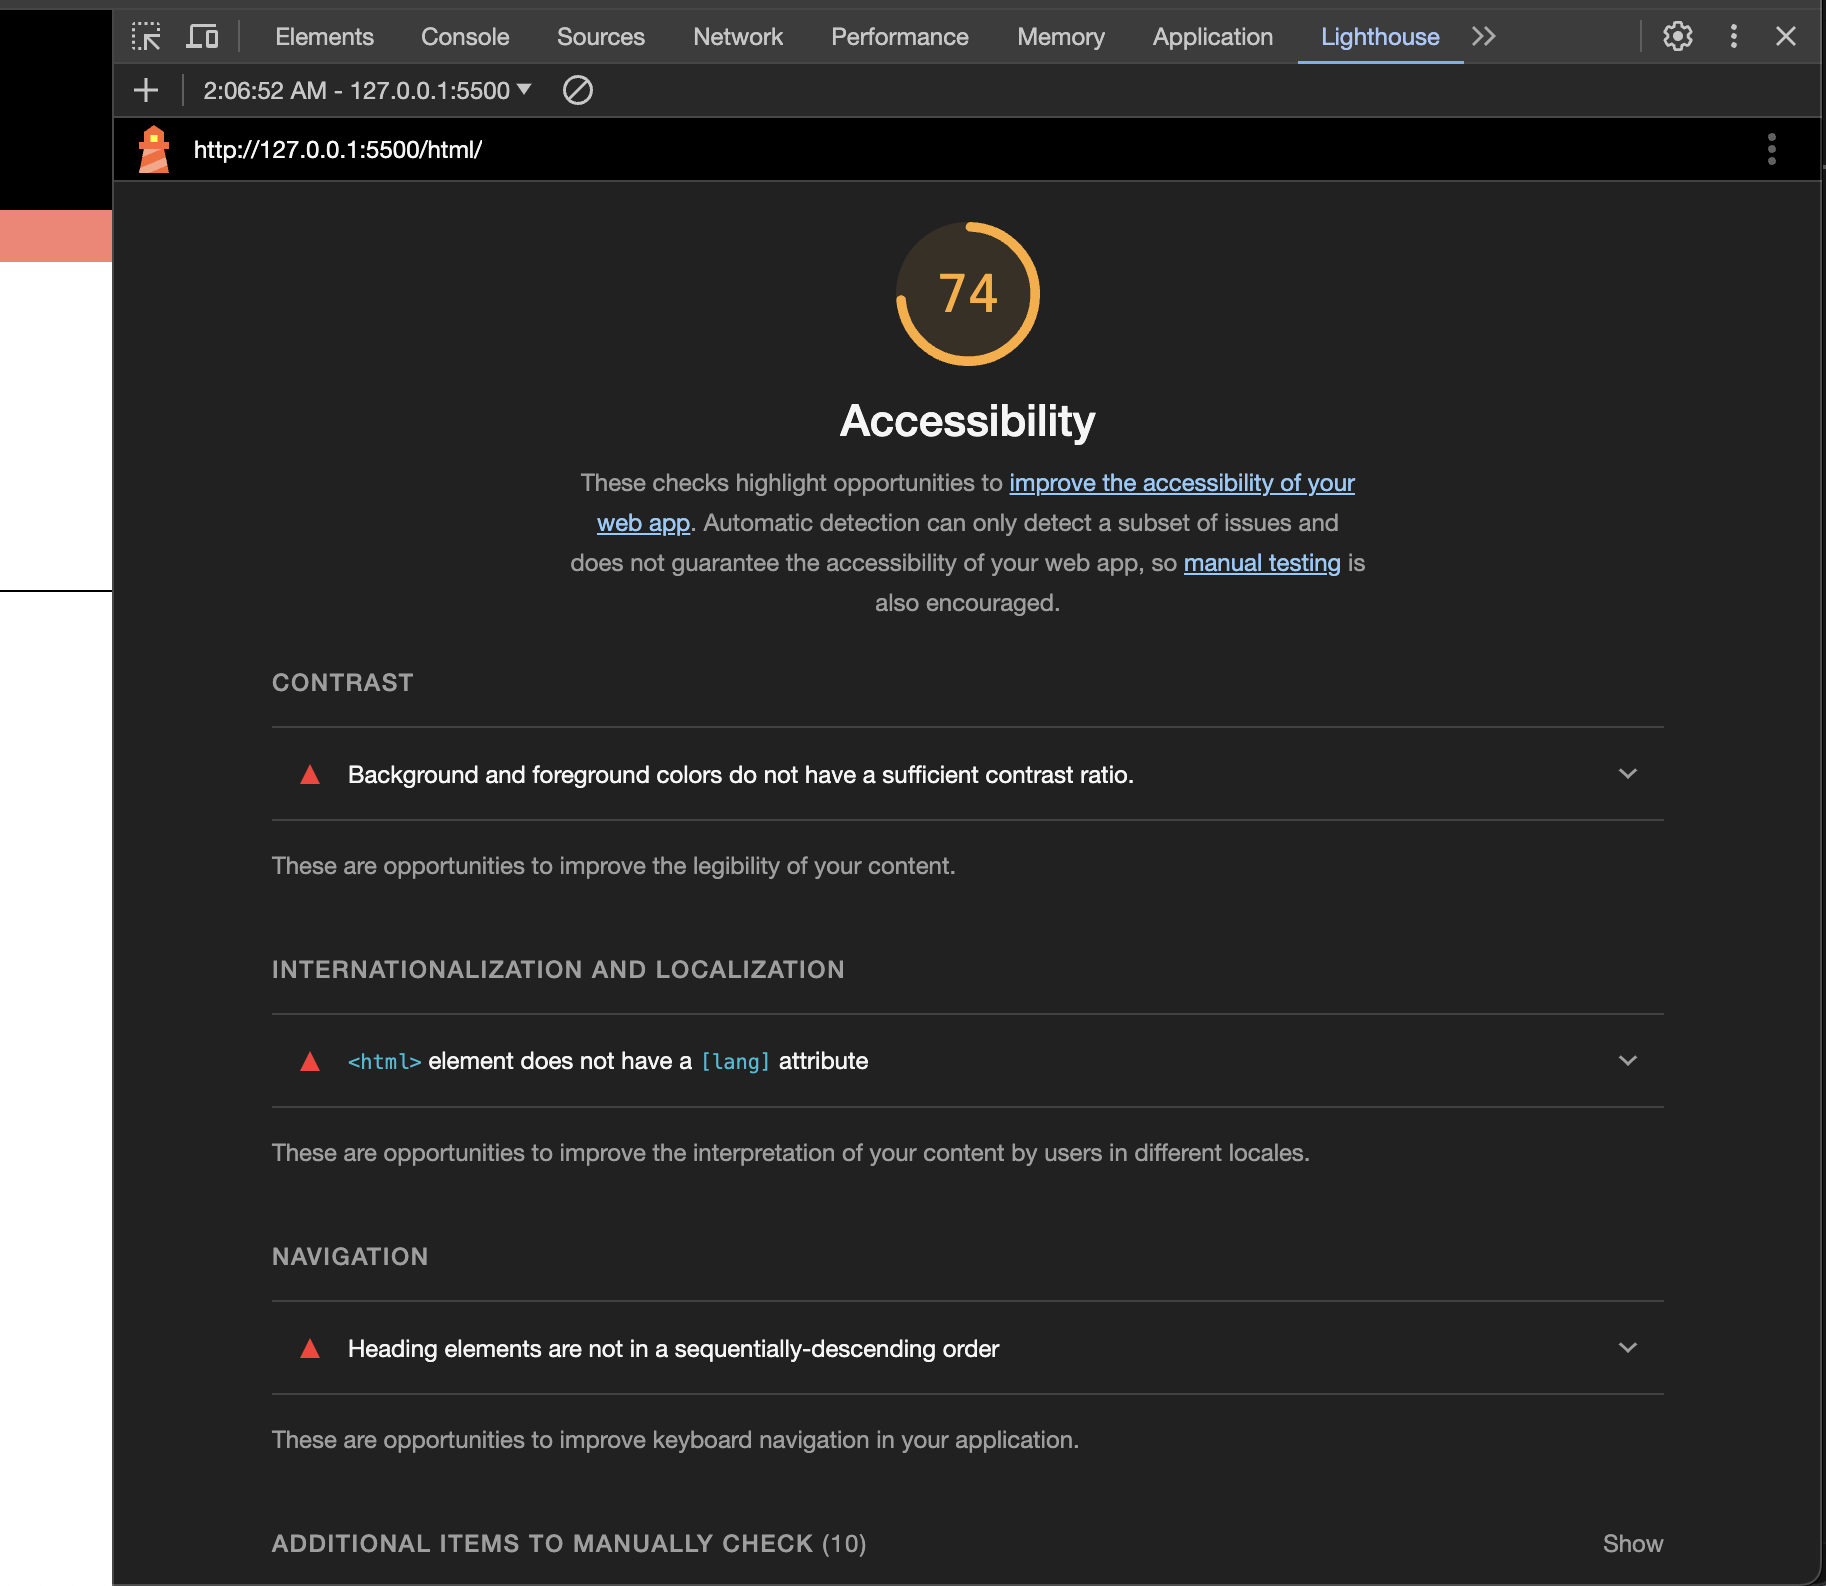 Elements Console Sources Network Performance Memory Application Lighthouse
2:06:52 AM - 127.0.0.1:5500
http://127.0.0.1:5500/html/
74
Accessibility
These checks highlight opportunities to improve the accessibility of your
web app. Automatic detection can only detect a subset of issues and
does not guarantee the accessibility of your web app, so manual testing is
also encouraged.
CONTRAST
Background and foreground colors do not have a sufficient contrast ratio.
These are opportunities to improve the legibility of your content.
INTERNATIONALIZATION AND LOCALIZATION
<html> element does not have a [lang] attribute
These are opportunities to improve the interpretation of your content by users in different locales.
NAVIGATION
Heading elements are not in a sequentially-descending order
These are opportunities to improve keyboard navigation in your application.
ADDITIONAL ITEMS TO MANUALLY CHECK (10) Show